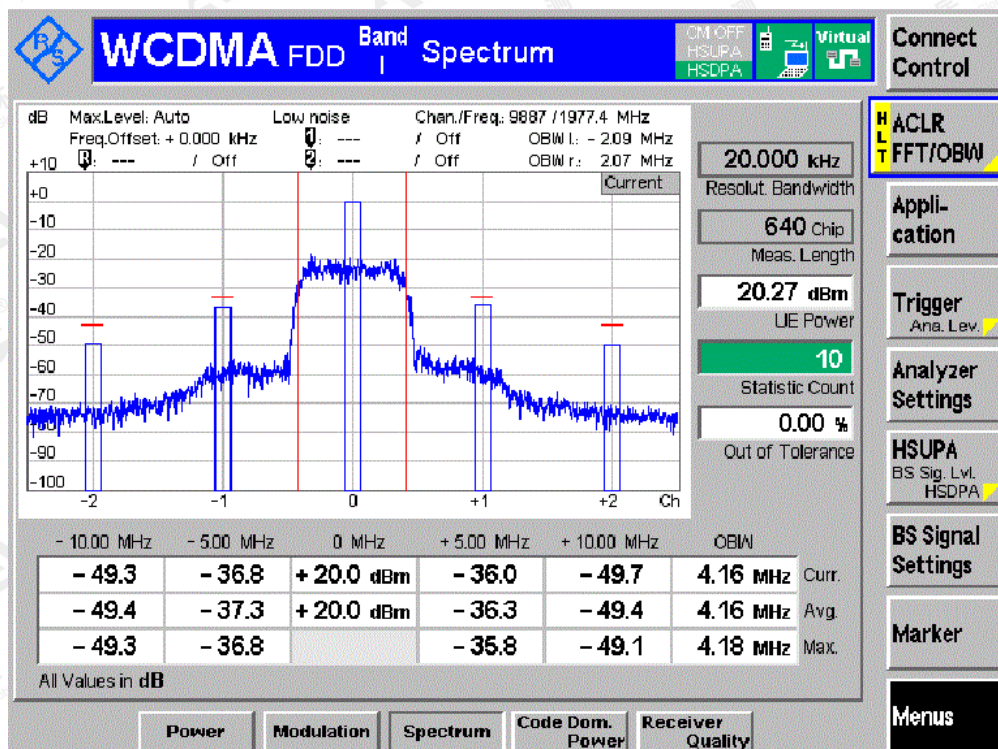 R&S
WCDMA FDD Band I Spectrum
CM OFF
HSUPA
HSDPA
Virtual
Connect Control
dB Max.Level: Auto Low noise Chan./Freq.: 9887 / 1977.4 MHz
Freq.Offset: + 0.000 kHz 1: --- / Off OBW l.: - 2.09 MHz
+10 R: --- / Off 2: --- / Off OBW r.: 2.07 MHz
Current
+0
-10
-20
-30
-40
-50
-60
-70
-80
-90
-100
-2 -1 0 +1 +2 Ch
20.000 kHz
Resolut. Bandwidth
640 Chip
Meas. Length
20.27 dBm
UE Power
10
Statistic Count
0.00 %
Out of Tolerance
- 10.00 MHz - 5.00 MHz 0 MHz + 5.00 MHz + 10.00 MHz OBW
- 49.3 - 36.8 + 20.0 dBm - 36.0 - 49.7 4.16 MHz Curr.
- 49.4 - 37.3 + 20.0 dBm - 36.3 - 49.4 4.16 MHz Avg.
- 49.3 - 36.8 - 35.8 - 49.1 4.18 MHz Max.
All Values in dB
HLT
ACLR
FFT/OBW
Appli-
cation
Trigger
Ana. Lev.
Analyzer
Settings
HSUPA
BS Sig. Lvl.
HSDPA
BS Signal
Settings
Marker
Menus
Power
Modulation
Spectrum
Code Dom.
Power
Receiver
Quality